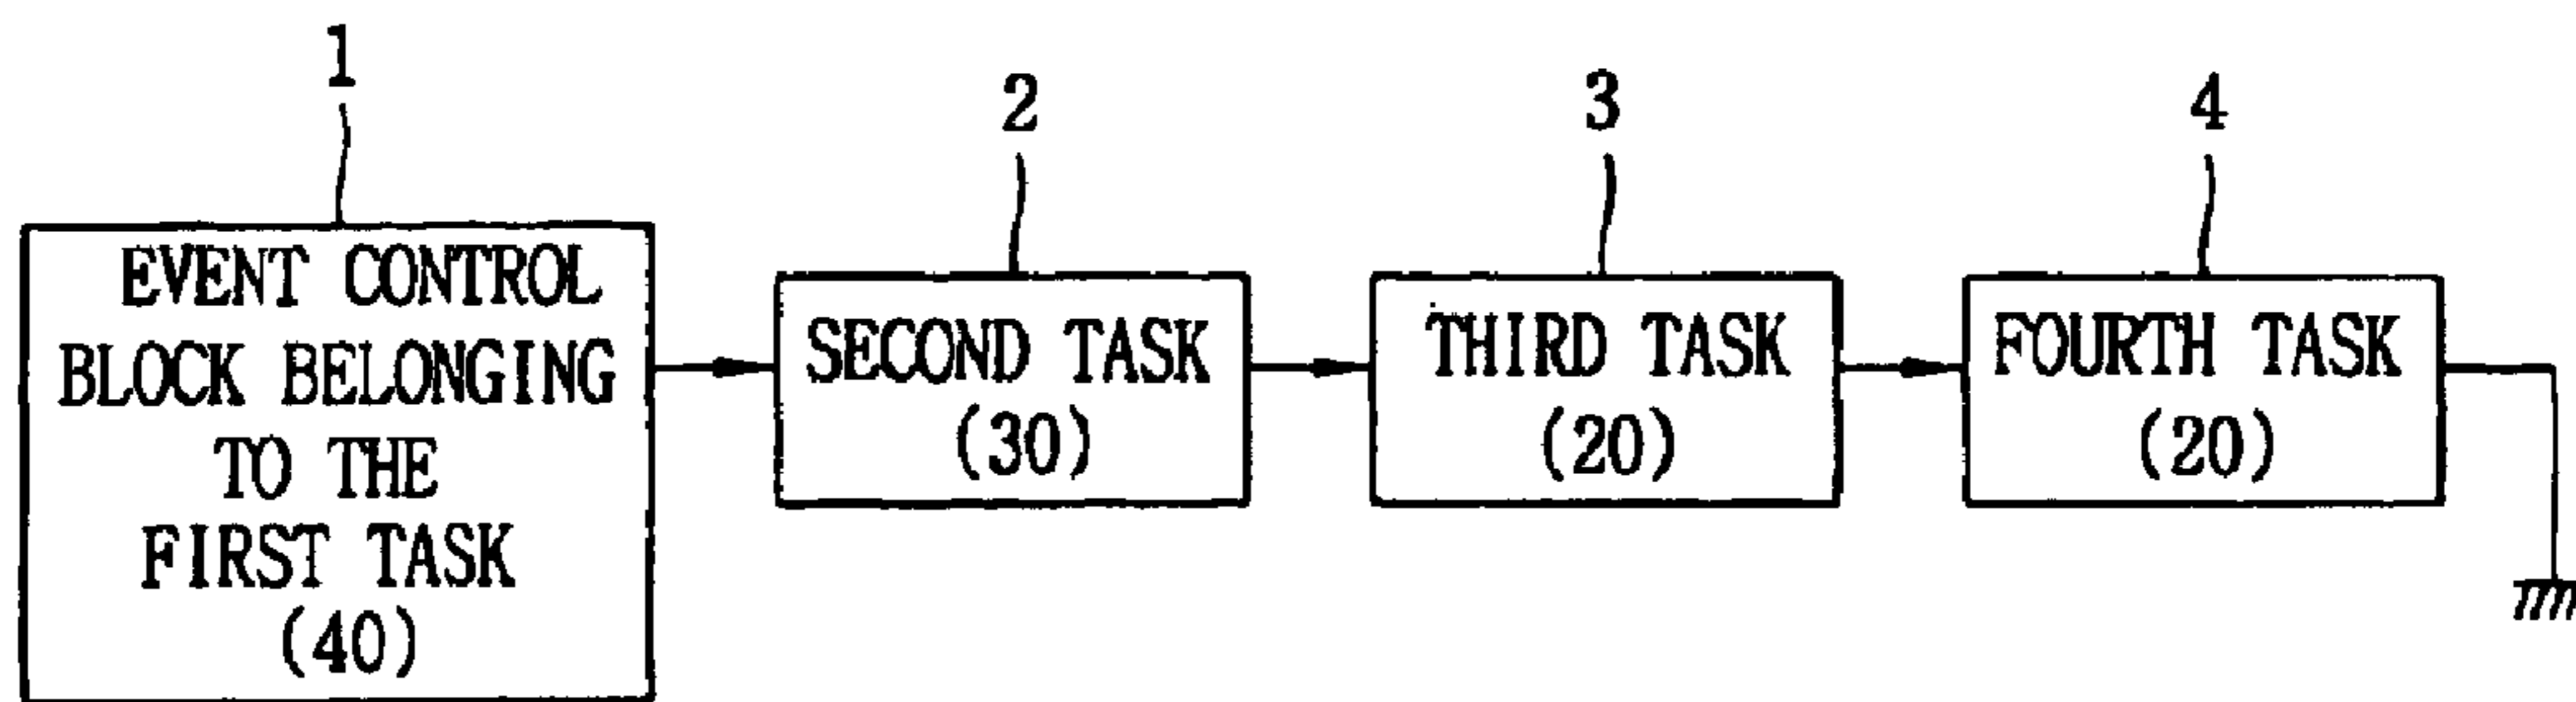 1
2
3
4
EVENT CONTROL
BLOCK BELONGING
TO THE
FIRST TASK
(40)
SECOND TASK
(30)
THIRD TASK
(20)
FOURTH TASK
(20)